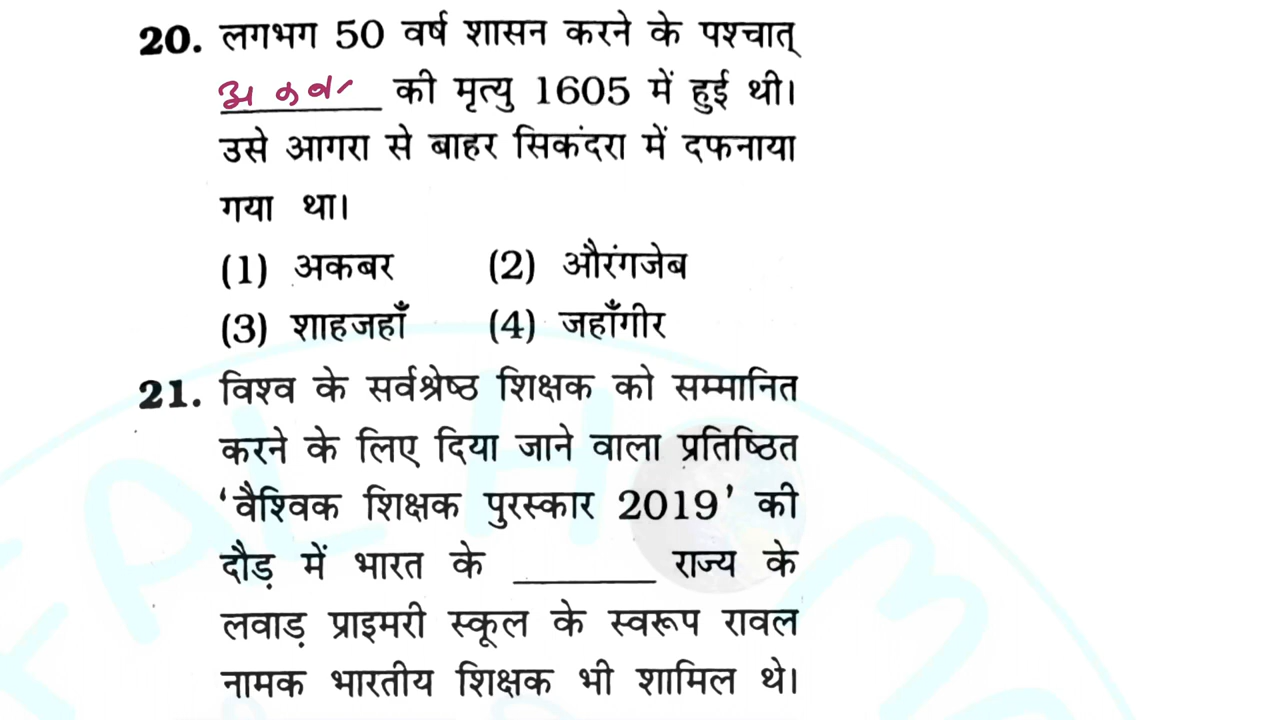 20. लगभग 50 वर्ष शासन करने के पश्चात्
अकबर की मृत्यु 1605 में हुई थी।
उसे आगरा से बाहर सिकंदरा में दफनाया
गया था।
(1) अकबर (2) औरंगजेब
(3) शाहजहाँ (4) जहाँगीर
21. विश्व के सर्वश्रेष्ठ शिक्षक को सम्मानित
करने के लिए दिया जाने वाला प्रतिष्ठित
‘वैश्विक शिक्षक पुरस्कार 2019’ की
दौड़ में भारत के ________ राज्य के
लवाड़ प्राइमरी स्कूल के स्वरूप रावल
नामक भारतीय शिक्षक भी शामिल थे।